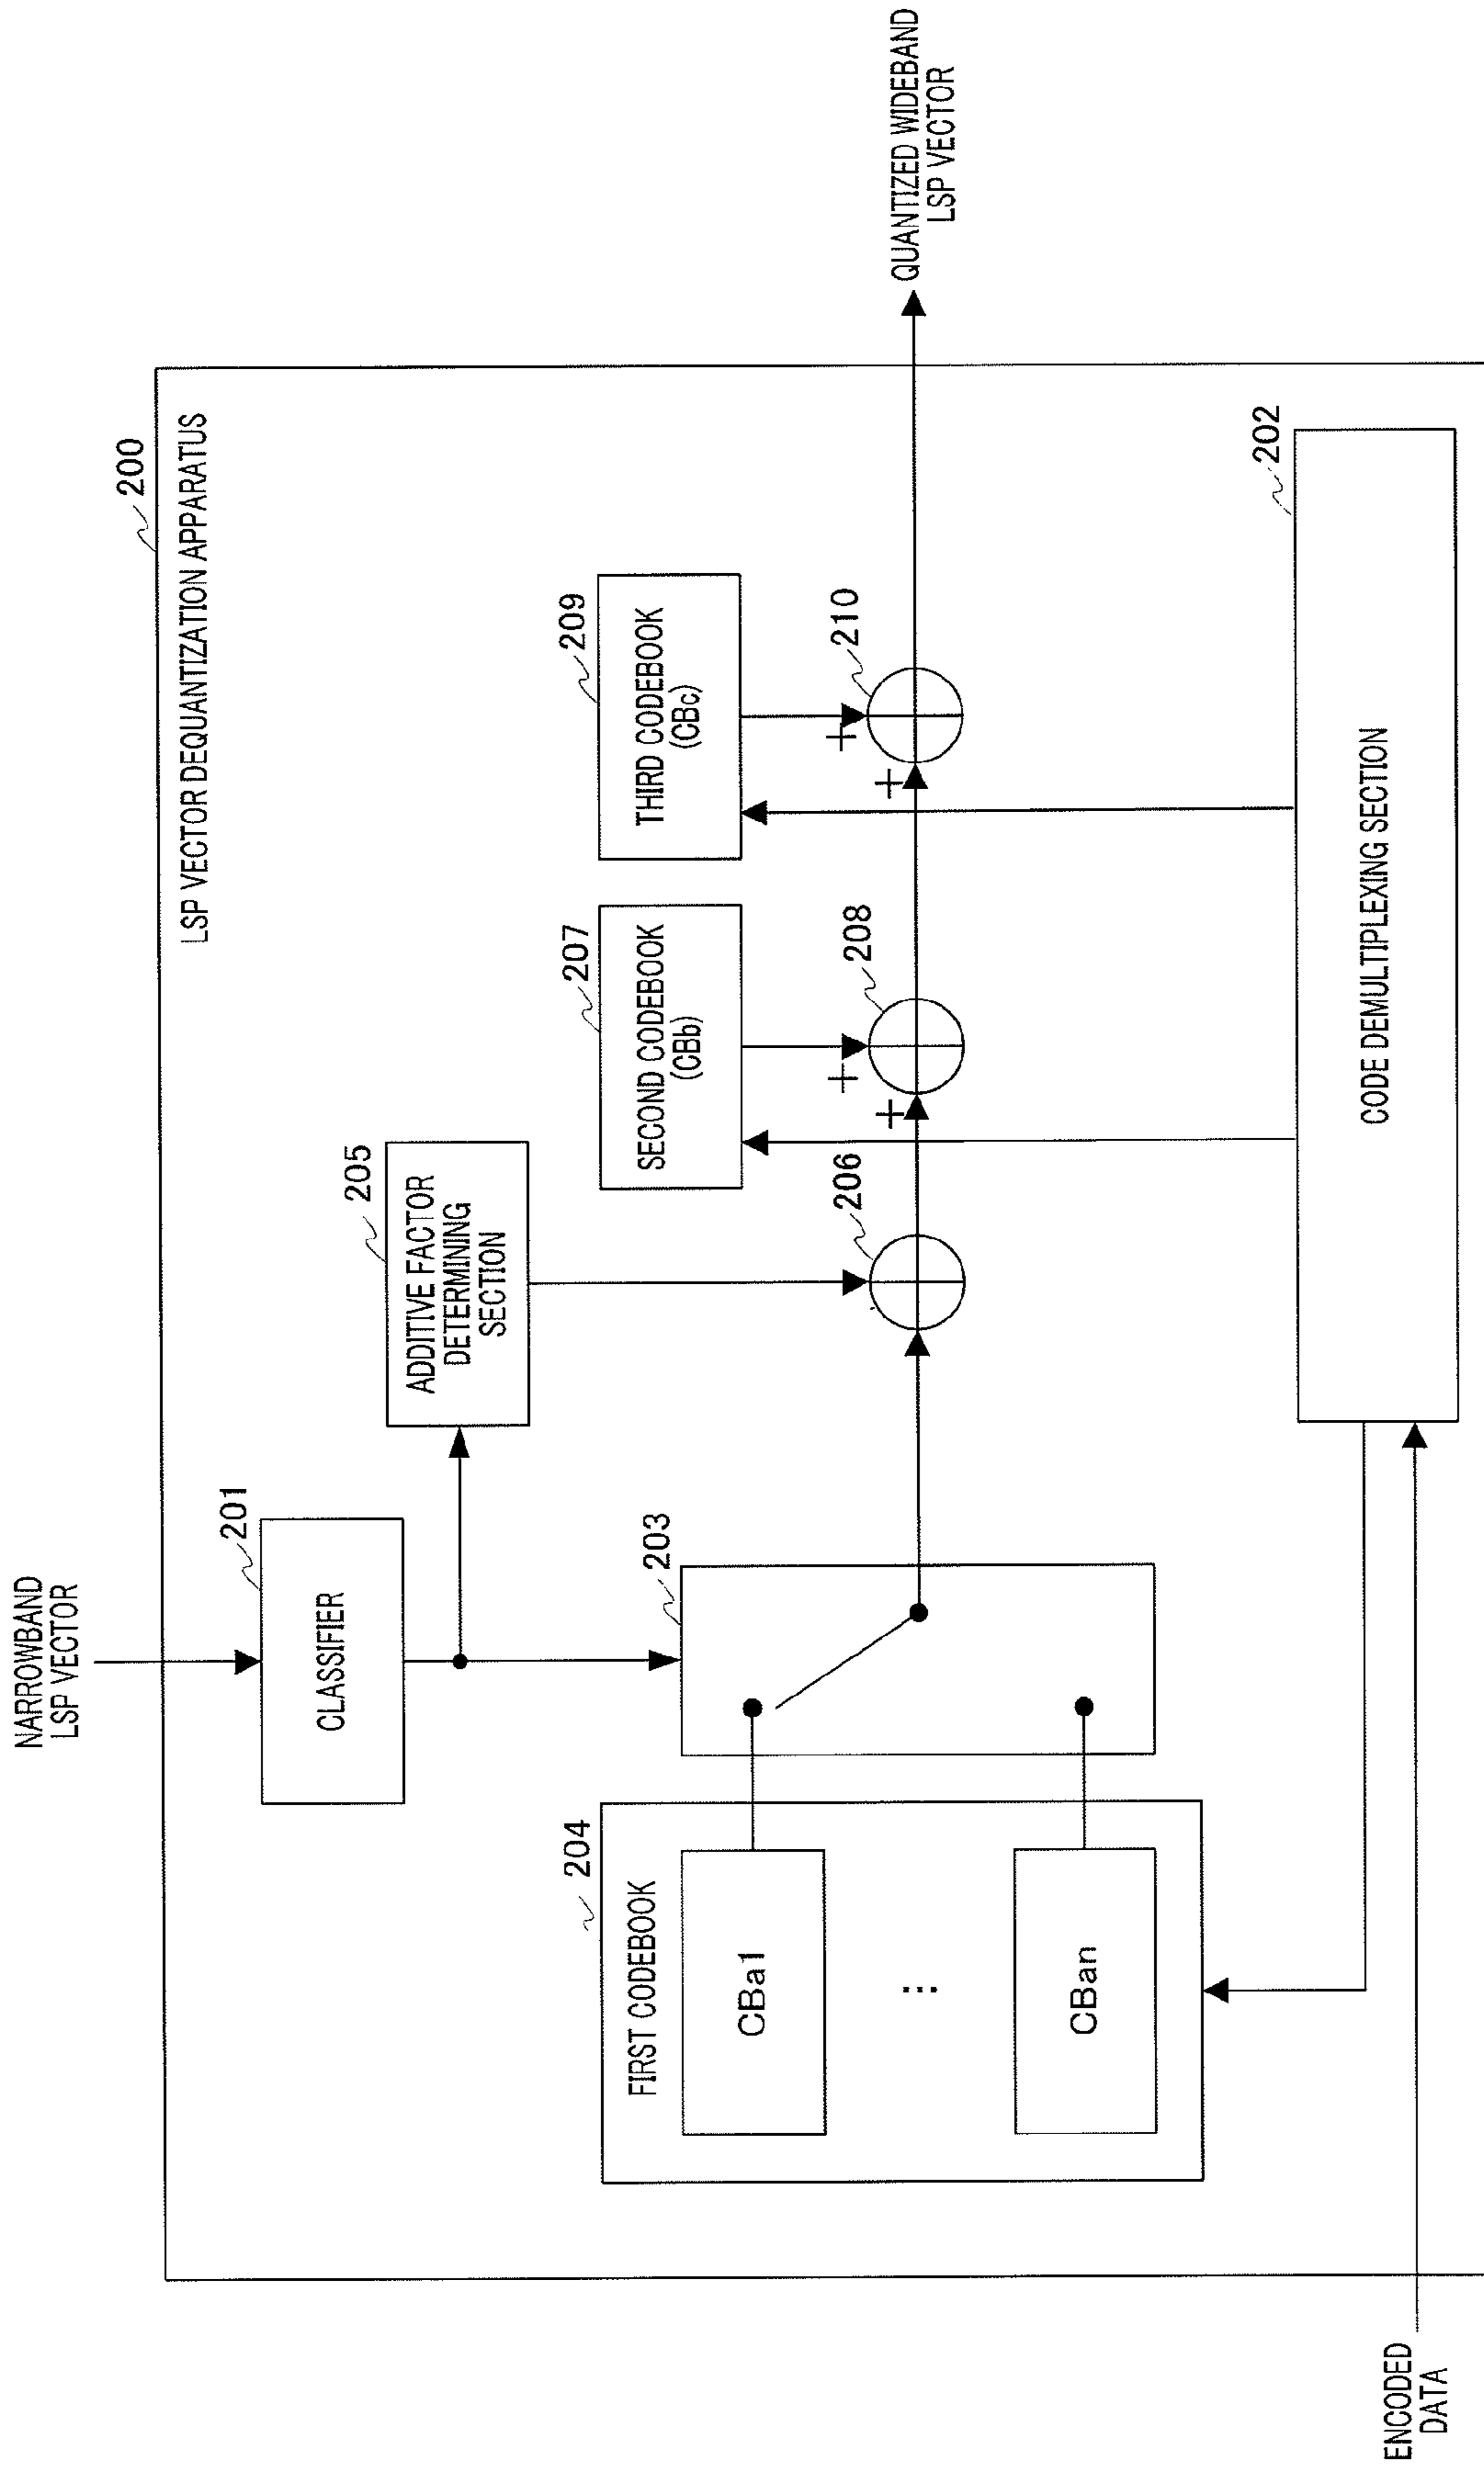 200
LSP VECTOR DEQUANTIZATION APPARATUS
NARROWBAND
LSP VECTOR
201
CLASSIFIER
205
ADDITIVE FACTOR
DETERMINING
SECTION
204
FIRST CODEBOOK
CBa1
...
CBan
203
206
207
SECOND CODEBOOK
(CBb)
+
+
208
209
THIRD CODEBOOK
(CBc)
+
+
210
QUANTIZED WIDEBAND
LSP VECTOR
202
CODE DEMULTIPLEXING SECTION
ENCODED
DATA